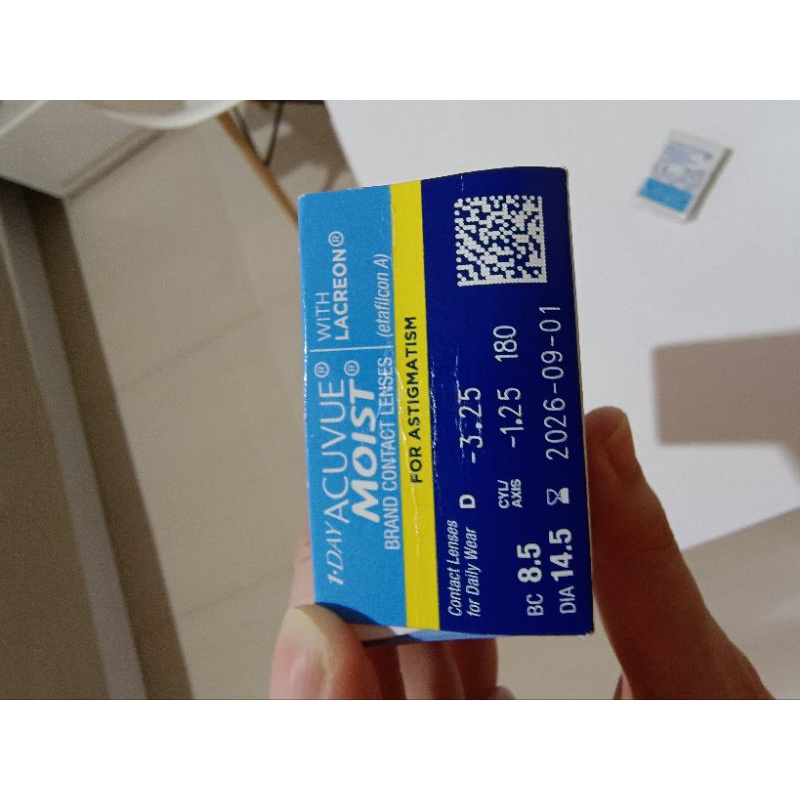 1·DAY ACUVUE® WITH
MOIST® LACREON®
BRAND CONTACT LENSES (etafilcon A)
FOR ASTIGMATISM
Contact Lenses
for Daily Wear D -3.25
CYL/
AXIS -1.25 180
BC 8.5
DIA 14.5 2026-09-01